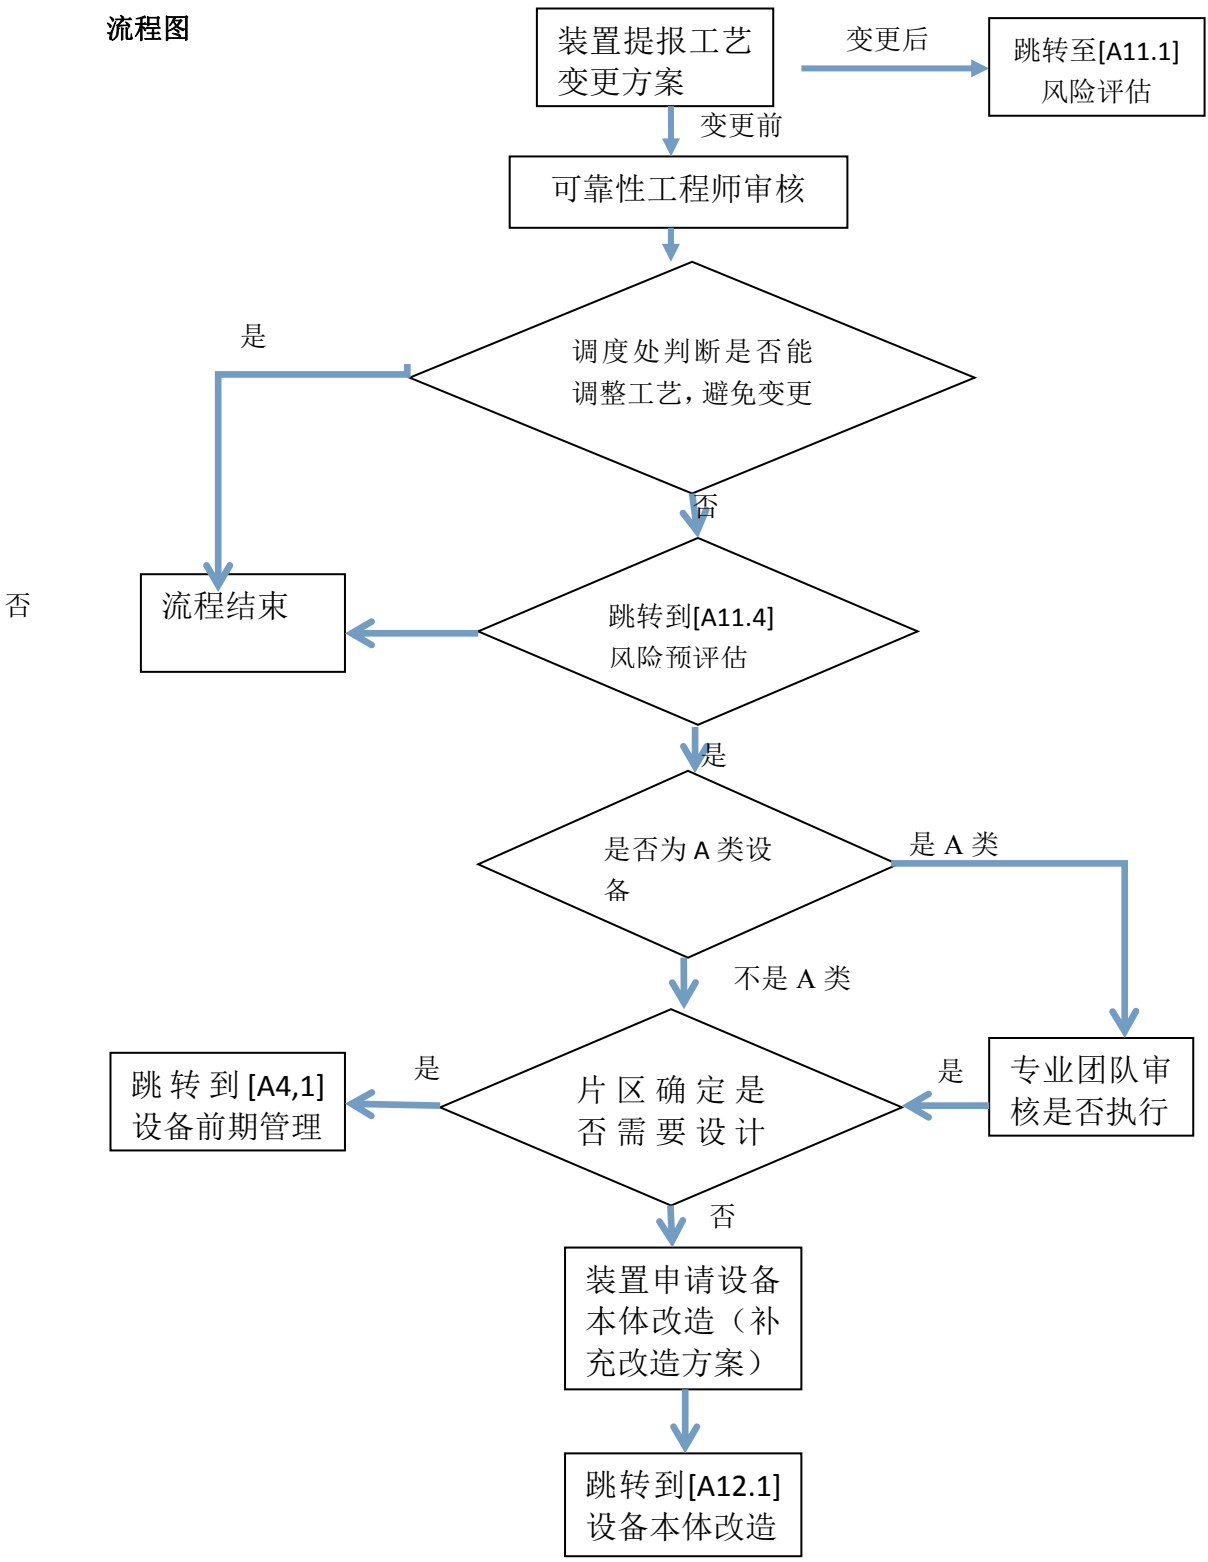 流程图
装置提报工艺
变更方案
变更后
跳转至[A11.1]
风险评估
变更前
可靠性工程师审核
是
调度处判断是否能
调整工艺，避免变更
否
否
流程结束
跳转到[A11.4]
风险预评估
是
是否为 A 类设
备
是 A 类
不是 A 类
跳转到[A4,1]
设备前期管理
是
片区确定是
否需要设计
是
专业团队审
核是否执行
否
装置申请设备
本体改造（补
充改造方案）
跳转到[A12.1]
设备本体改造